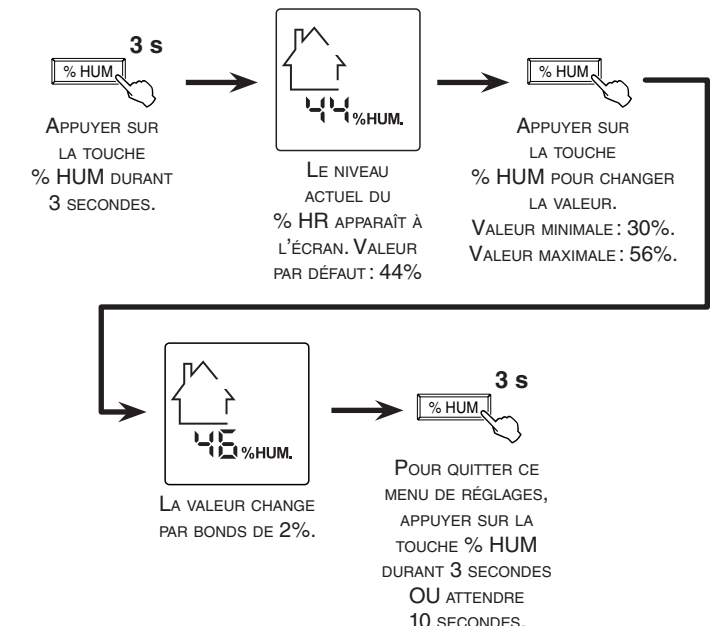 3 s
% HUM
APPUYER SUR
LA TOUCHE
% HUM DURANT
3 SECONDES.
44 %HUM.
LE NIVEAU
ACTUEL DU
% HR APPARAÎT À
L'ÉCRAN. VALEUR
PAR DÉFAUT : 44%
% HUM
APPUYER SUR
LA TOUCHE
% HUM POUR CHANGER
LA VALEUR.
VALEUR MINIMALE : 30%.
VALEUR MAXIMALE : 56%.
46 %HUM.
LA VALEUR CHANGE
PAR BONDS DE 2%.
3 s
% HUM
POUR QUITTER CE
MENU DE RÉGLAGES,
APPUYER SUR LA
TOUCHE % HUM
DURANT 3 SECONDES
OU ATTENDRE
10 SECONDES.